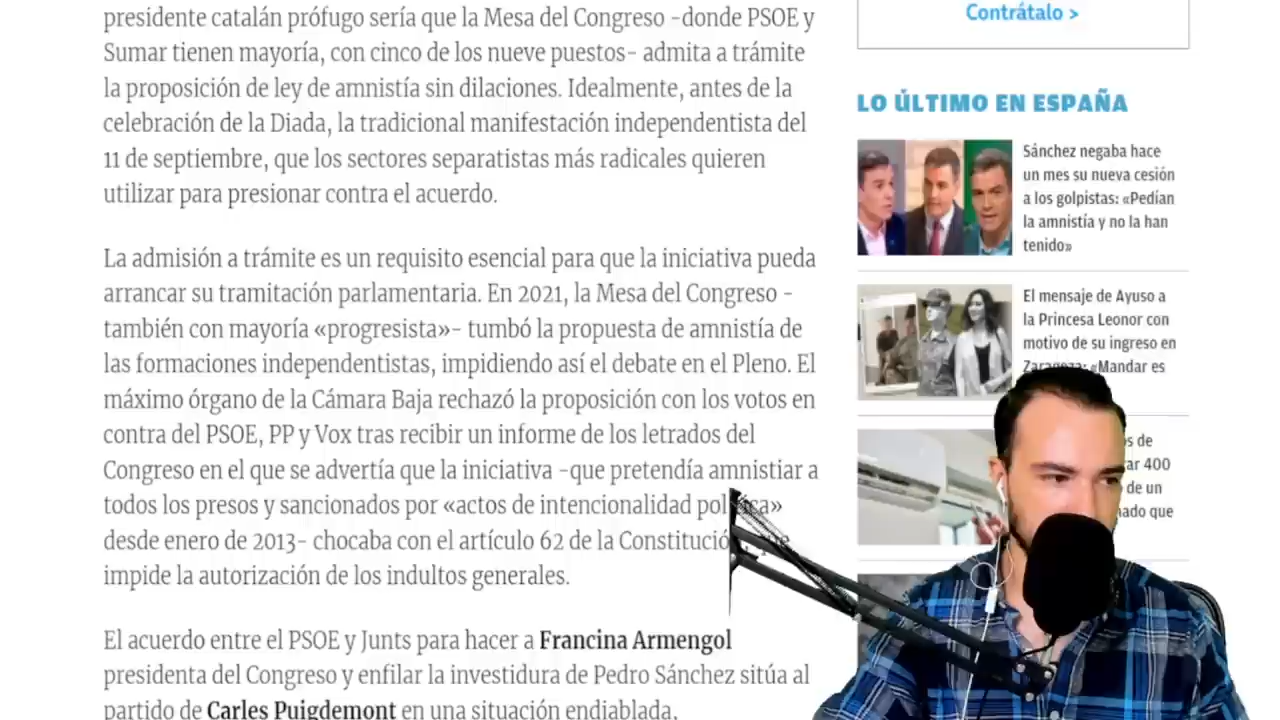 presidente catalán prófugo sería que la Mesa del Congreso –donde PSOE y
Sumar tienen mayoría, con cinco de los nueve puestos– admita a trámite
la proposición de ley de amnistía sin dilaciones. Idealmente, antes de la
celebración de la Diada, la tradicional manifestación independentista del
11 de septiembre, que los sectores separatistas más radicales quieren
utilizar para presionar contra el acuerdo.
La admisión a trámite es un requisito esencial para que la iniciativa pueda
arrancar su tramitación parlamentaria. En 2021, la Mesa del Congreso –
también con mayoría «progresista»– tumbó la propuesta de amnistía de
las formaciones independentistas, impidiendo así el debate en el Pleno. El
máximo órgano de la Cámara Baja rechazó la proposición con los votos en
contra del PSOE, PP y Vox tras recibir un informe de los letrados del
Congreso en el que se advertía que la iniciativa –que pretendía amnistiar a
todos los presos y sancionados por «actos de intencionalidad
desde enero de 2013– chocaba con el artículo 62 de la
impide la autorización de los indultos generales.
El acuerdo entre el PSOE y Junts para hacer a Francina Armengol
presidenta del Congreso y enfilar la investidura de Pedro Sánchez sitúa al
partido de Carles Puigdemont en una situación endiablada,
Contrátalo >
LO ÚLTIMO EN ESPAÑA
Sánchez negaba hace
un mes su nueva cesión
a los golpistas: «Pedían
la amnistía y no la han
tenido»
El mensaje de Ayuso a
la Princesa Leonor con
motivo de su ingreso en
Zaragoza: «Mandar es
de
400
de un
que